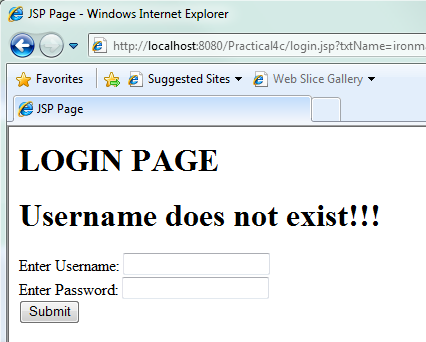 JSP Page - Windows Internet Explorer
http://localhost:8080/Practical4c/login.jsp?txtName=ironm
Favorites Suggested Sites Web Slice Gallery
JSP Page
LOGIN PAGE
Username does not exist!!!
Enter Username:
Enter Password:
Submit